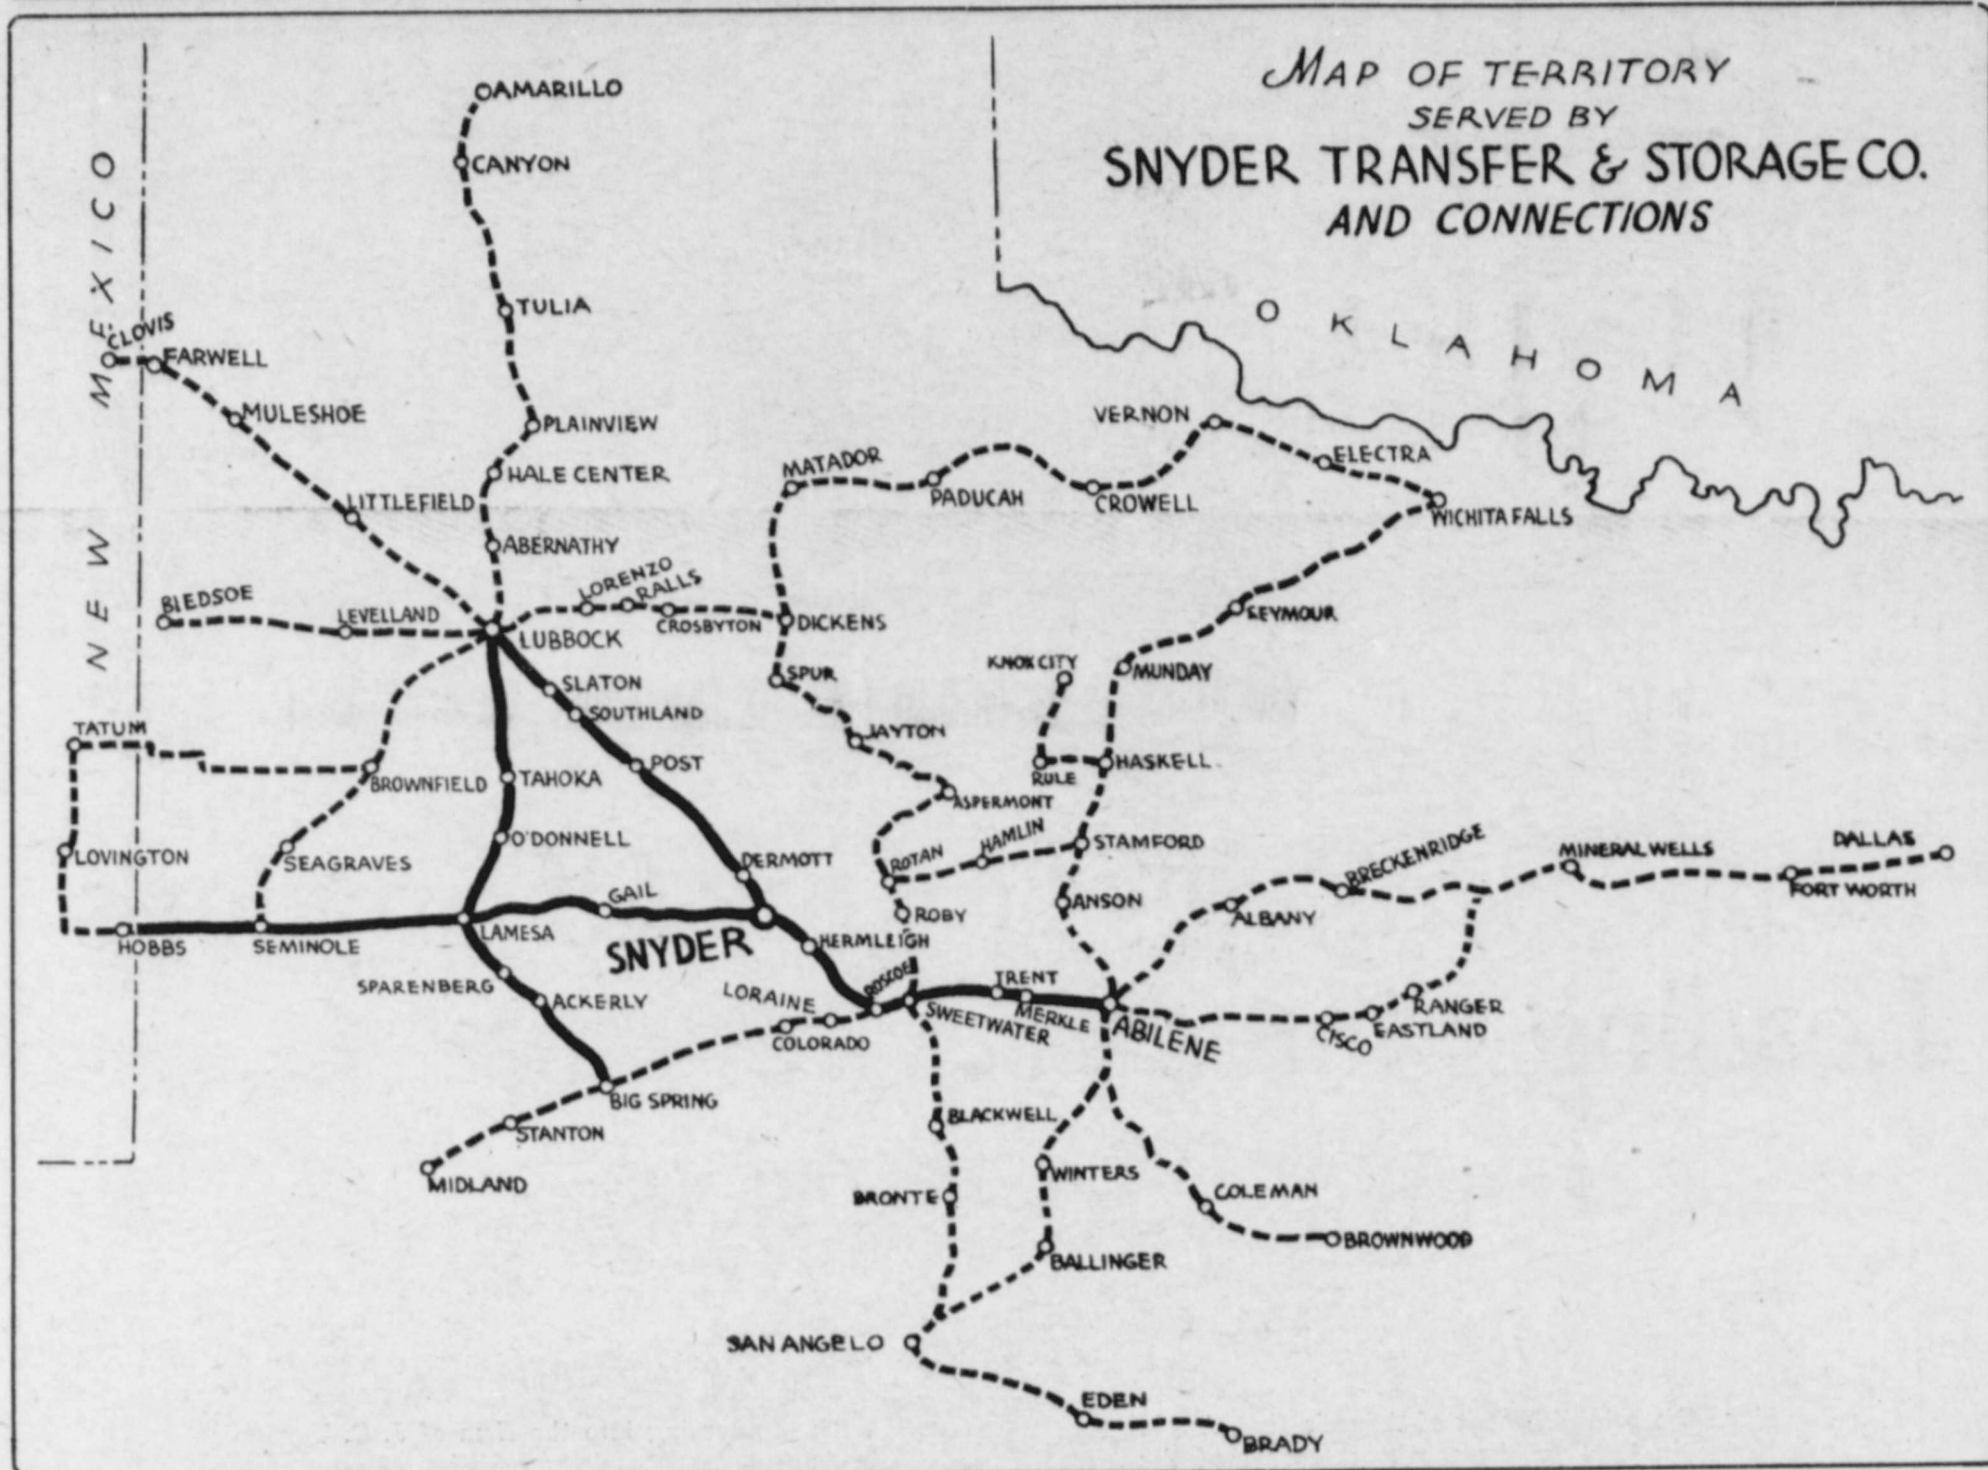 MAP OF TERRITORY
SERVED BY
SNYDER TRANSFER & STORAGE CO.
AND CONNECTIONS
NEW MEXICO
OKLAHOMA
AMARILLO
CANYON
TULIA
CLOVIS
FARWELL
MULESHOE
PLAINVIEW
HALE CENTER
LITTLEFIELD
ABERNATHY
VERNON
ELECTRA
MATADOR
PADUCAH
CROWELL
WICHITA FALLS
BLEDSOE
LEVELLAND
LUBBOCK
LORENZO
RALLS
CROSBYTON
DICKENS
SEYMOUR
SLATON
SOUTHLAND
SPUR
KNOX CITY
MUNDAY
TATUM
BROWNFIELD
TAHOKA
POST
JAYTON
RULE
HASKELL
ASPERMONT
LOVINGTON
SEAGRAVES
O'DONNELL
DERMOTT
ROTAN
HAMLIN
STAMFORD
BRECKENRIDGE
MINERAL WELLS
DALLAS
FORT WORTH
GAIL
ROBY
ANSON
ALBANY
HOBBS
SEMINOLE
LAMESA
SNYDER
HERMLEIGH
SPARENBERG
ACKERLY
LORAINE
ROSCOE
COLORADO
SWEETWATER
TRENT
MERKLE
ABILENE
CISCO
EASTLAND
RANGER
BIG SPRING
STANTON
MIDLAND
BLACKWELL
WINTERS
BRONTE
COLEMAN
BROWNWOOD
BALLINGER
SAN ANGELO
EDEN
BRADY